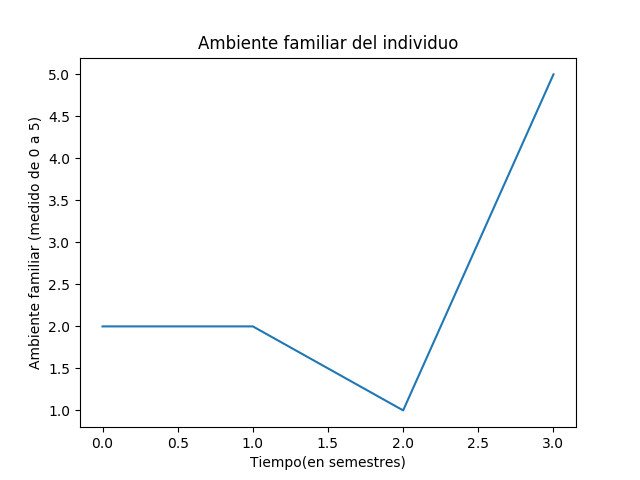 Ambiente familiar del individuo
Ambiente familiar (medido de 0 a 5)
5.0
4.5
4.0
3.5
3.0
2.5
2.0
1.5
1.0
0.0 0.5 1.0 1.5 2.0 2.5 3.0
Tiempo(en semestres)